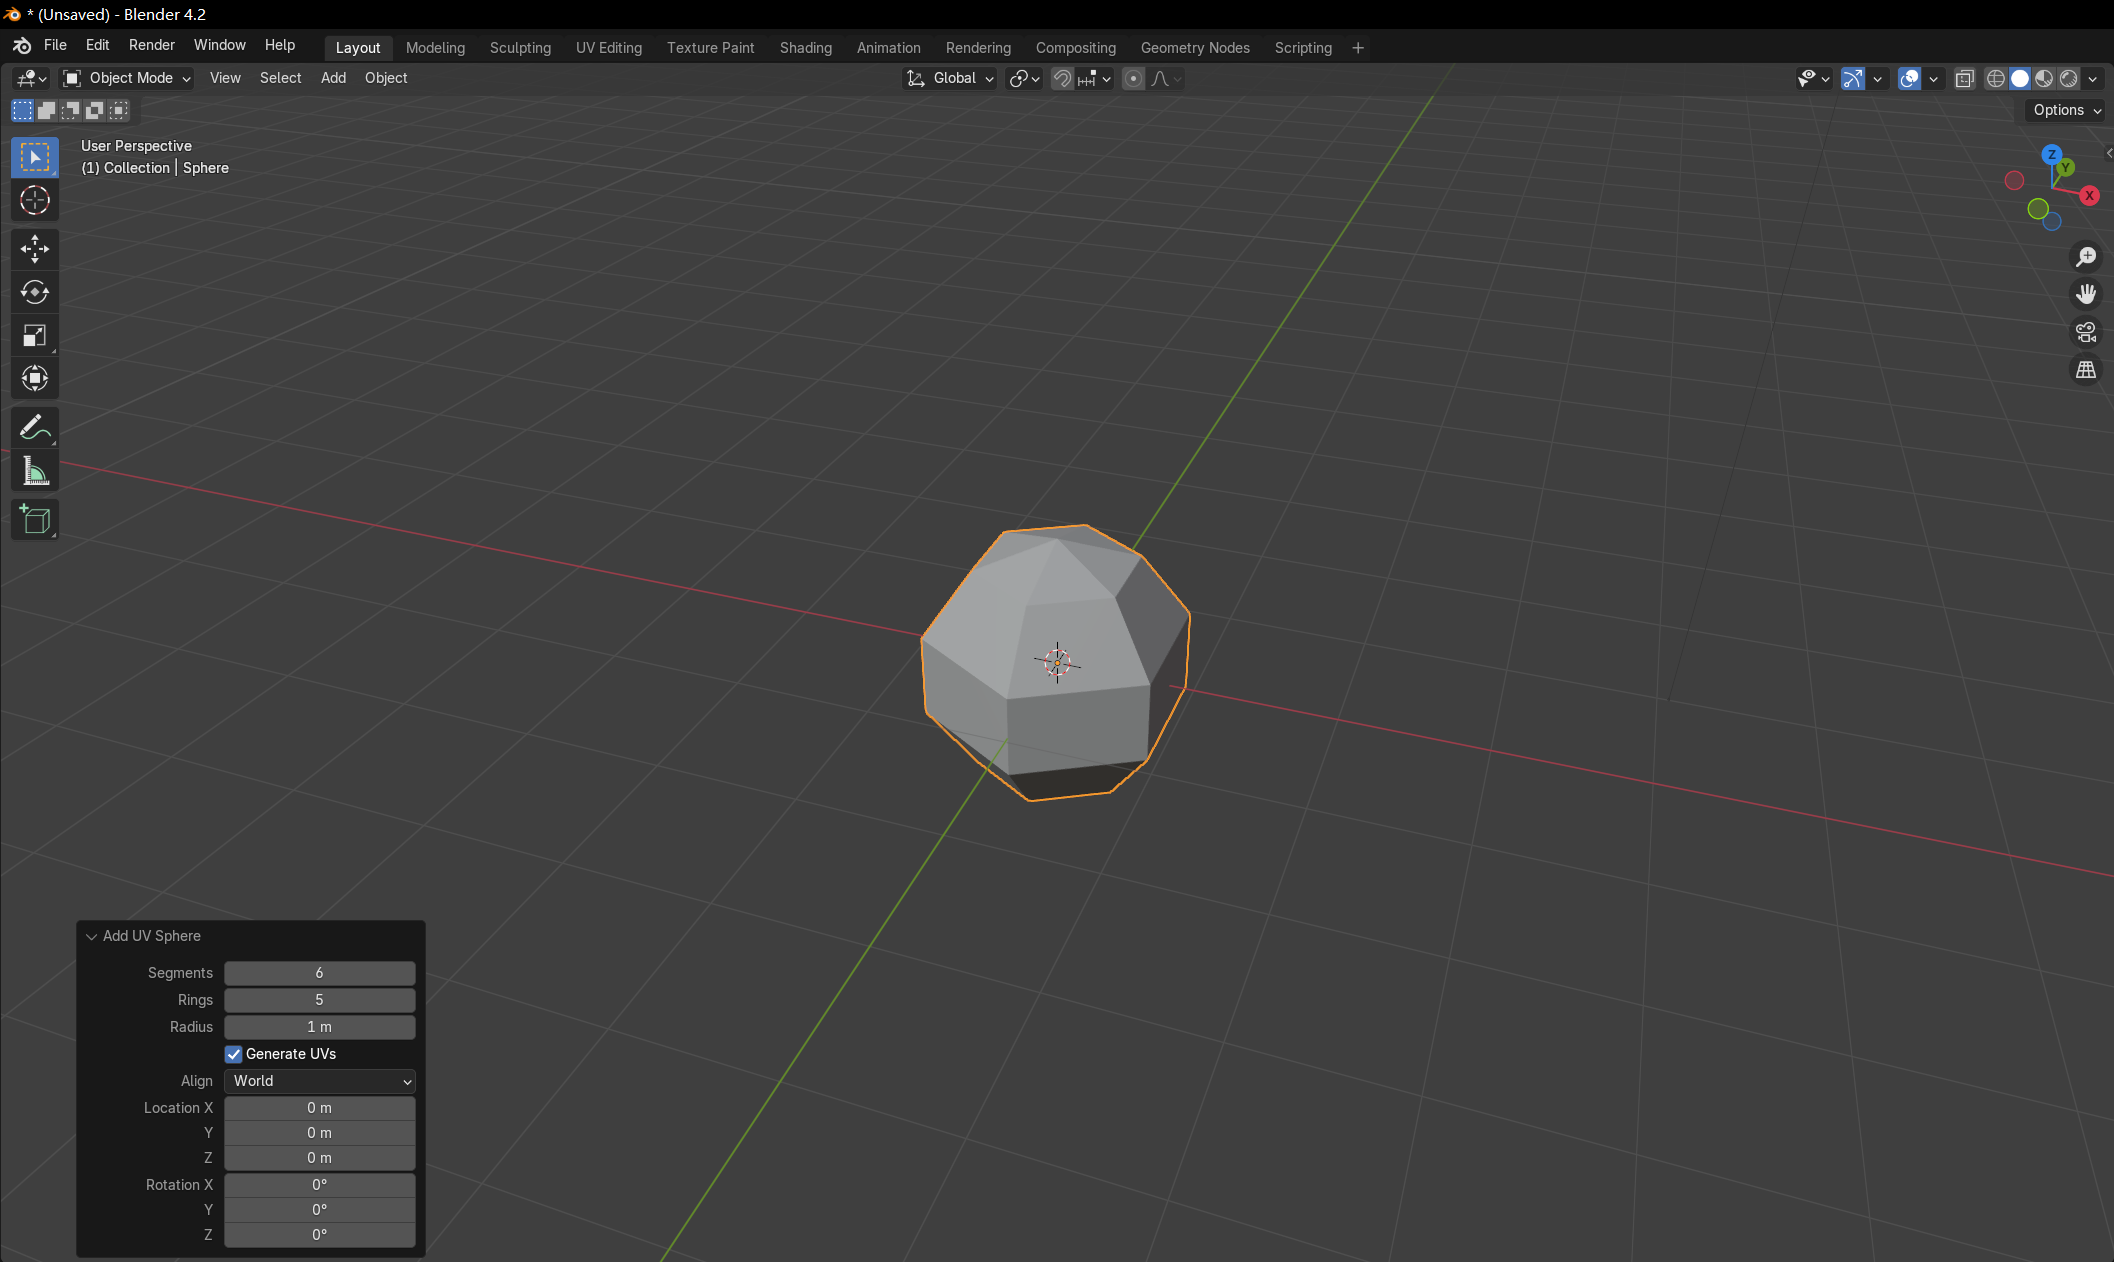 * (Unsaved) - Blender 4.2
File Edit Render Window Help Layout Modeling Sculpting UV Editing Texture Paint Shading Animation Rendering Compositing Geometry Nodes Scripting +
Object Mode View Select Add Object Global
Options
User Perspective
(1) Collection | Sphere
Z
Y
X
Add UV Sphere
Segments 6
Rings 5
Radius 1 m
Generate UVs
Align World
Location X 0 m
Y 0 m
Z 0 m
Rotation X 0°
Y 0°
Z 0°